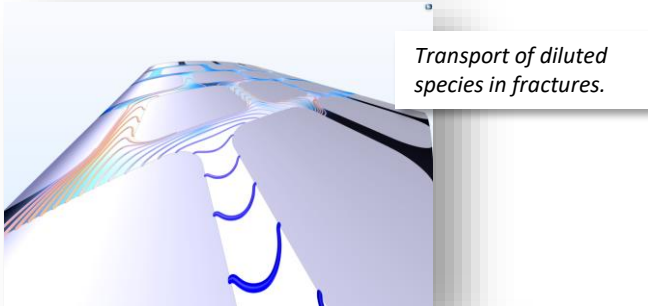 Transport of diluted
species in fractures.